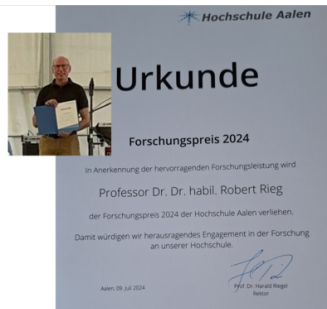 Hochschule Aalen
Urkunde
Forschungspreis 2024
In Anerkennung der hervorragenden Forschungsleistung wird
Professor Dr. Dr. habil. Robert Rieg
der Forschungspreis 2024 der Hochschule Aalen verliehen.
Damit würdigen wir herausragendes Engagement in der Forschung
an unserer Hochschule.
Aalen, 09. Juli 2024
Prof. Dr. Harald Riegel
Rektor